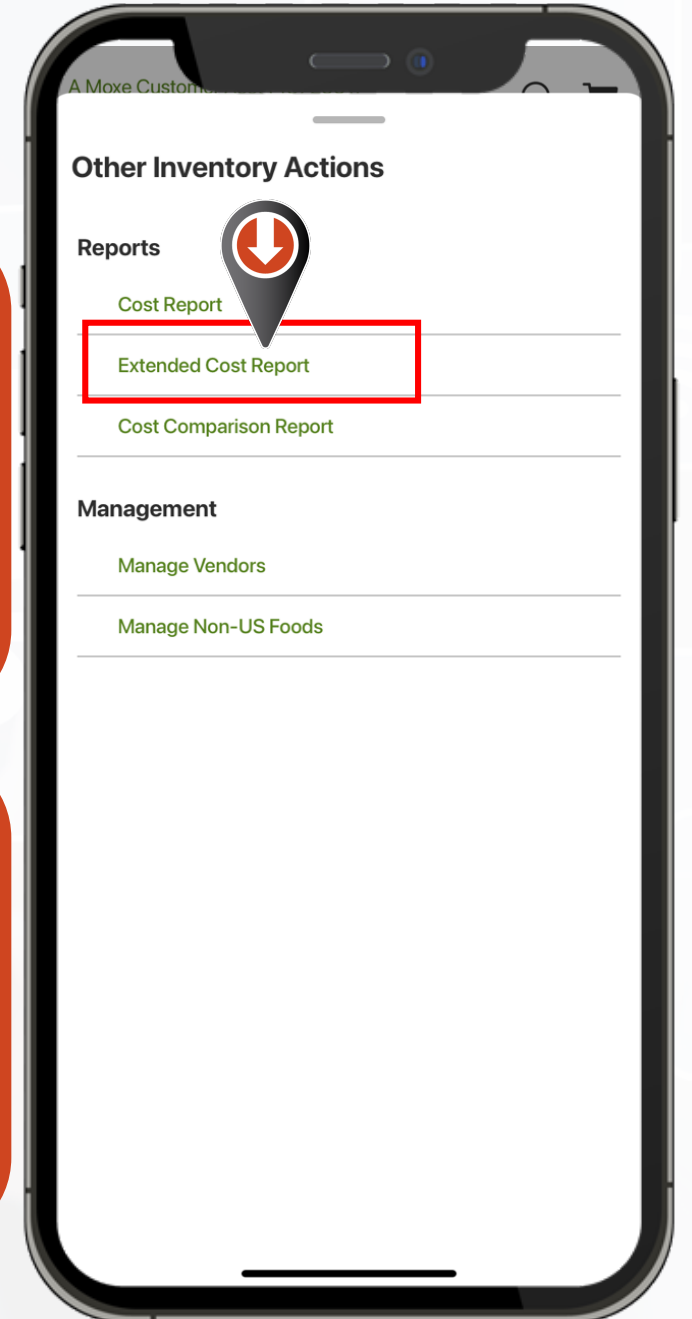 A Moxe
Other Inventory Actions
Reports
Cost Report
Extended Cost Report
Cost Comparison Report
Management
Manage Vendors
Manage Non-US Foods